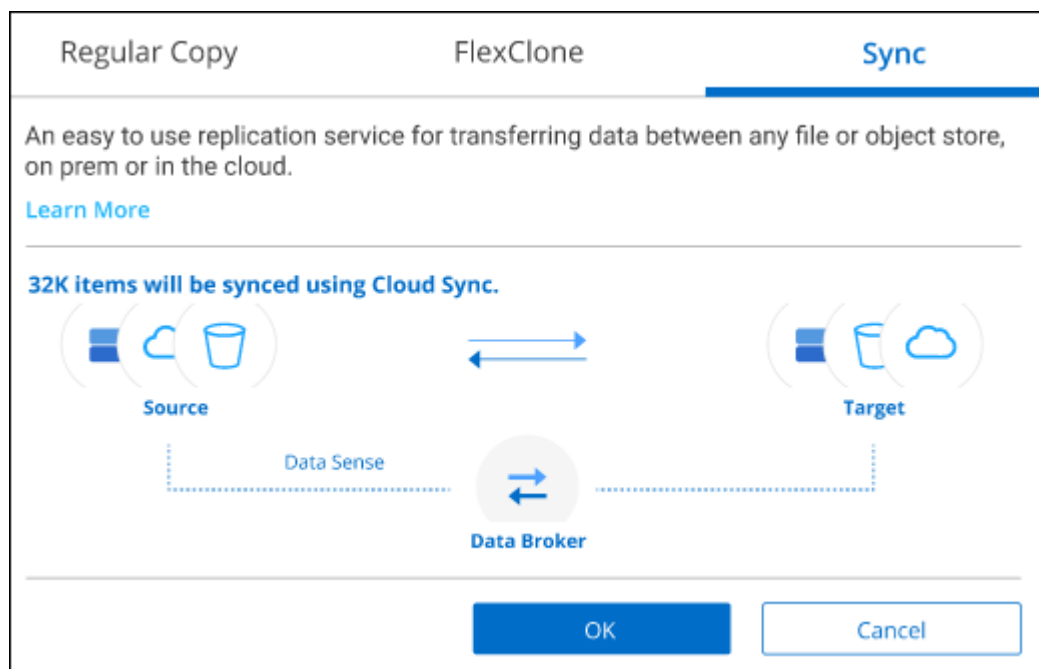 Regular Copy
FlexClone
Sync
An easy to use replication service for transferring data between any file or object store,
on prem or in the cloud.
Learn More
32K items will be synced using Cloud Sync.
Source
Target
Data Sense
Data Broker
OK
Cancel